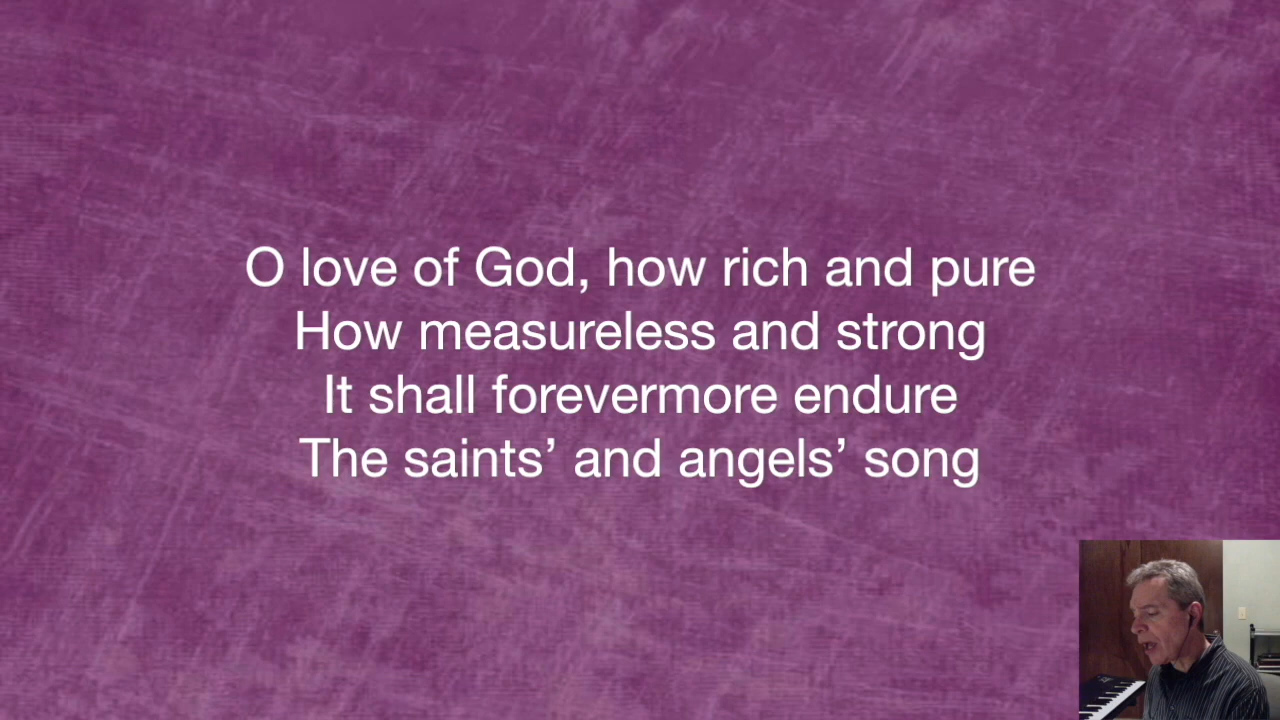 O love of God, how rich and pure
How measureless and strong
It shall forevermore endure
The saints’ and angels’ song